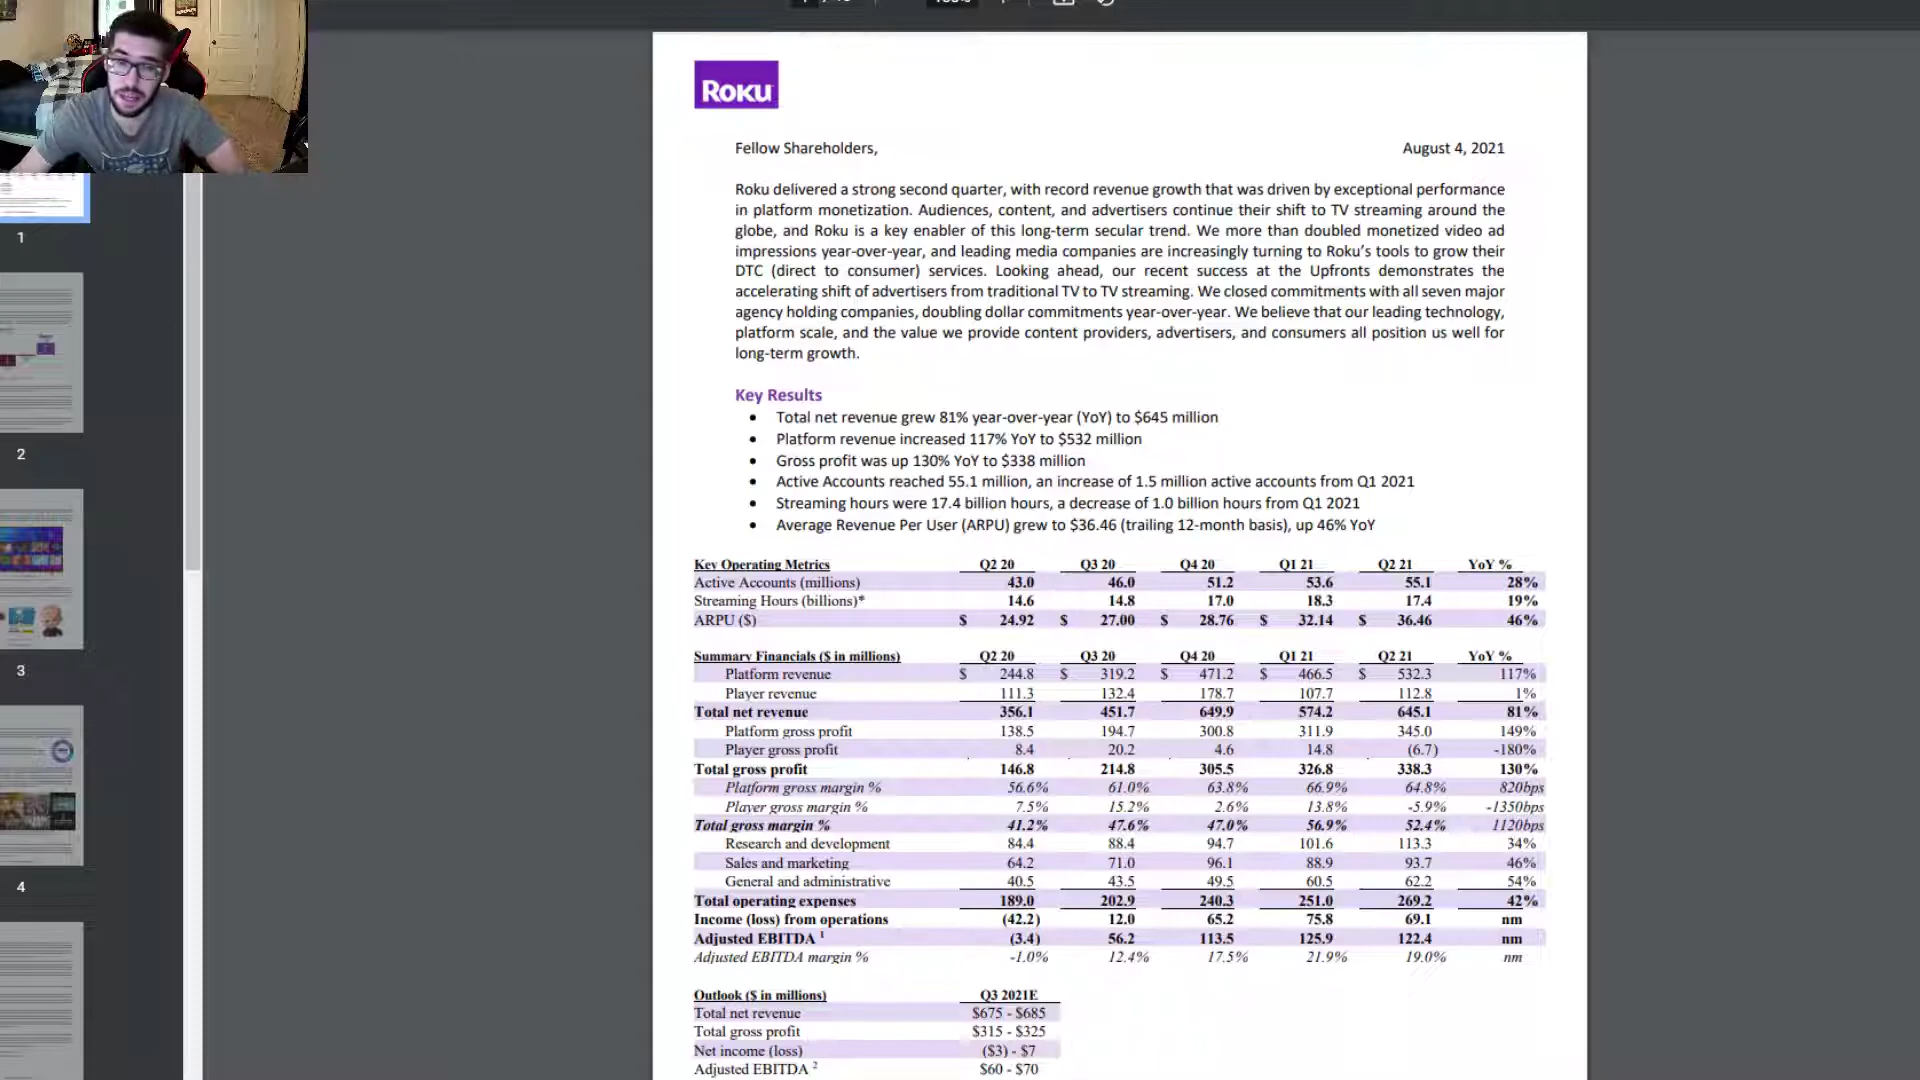 Roku
Fellow Shareholders, August 4, 2021
Roku delivered a strong second quarter, with record revenue growth that was driven by exceptional performance
in platform monetization. Audiences, content, and advertisers continue their shift to TV streaming around the
globe, and Roku is a key enabler of this long-term secular trend. We more than doubled monetized video ad
impressions year-over-year, and leading media companies are increasingly turning to Roku’s tools to grow their
DTC (direct to consumer) services. Looking ahead, our recent success at the Upfronts demonstrates the
accelerating shift of advertisers from traditional TV to TV streaming. We closed commitments with all seven major
agency holding companies, doubling dollar commitments year-over-year. We believe that our leading technology,
platform scale, and the value we provide content providers, advertisers, and consumers all position us well for
long-term growth.
Key Results
• Total net revenue grew 81% year-over-year (YoY) to $645 million
• Platform revenue increased 117% YoY to $532 million
• Gross profit was up 130% YoY to $338 million
• Active Accounts reached 55.1 million, an increase of 1.5 million active accounts from Q1 2021
• Streaming hours were 17.4 billion hours, a decrease of 1.0 billion hours from Q1 2021
• Average Revenue Per User (ARPU) grew to $36.46 (trailing 12-month basis), up 46% YoY
Key Operating Metrics Q2 20 Q3 20 Q4 20 Q1 21 Q2 21 YoY %
Active Accounts (millions) 43.0 46.0 51.2 53.6 55.1 28%
Streaming Hours (billions)* 14.6 14.8 17.0 18.3 17.4 19%
ARPU ($) $ 24.92 $ 27.00 $ 28.76 $ 32.14 $ 36.46 46%
Summary Financials ($ in millions) Q2 20 Q3 20 Q4 20 Q1 21 Q2 21 YoY %
Platform revenue $ 244.8 $ 319.2 $ 471.2 $ 466.5 $ 532.3 117%
Player revenue 111.3 132.4 178.7 107.7 112.8 1%
Total net revenue 356.1 451.7 649.9 574.2 645.1 81%
Platform gross profit 138.5 194.7 300.8 311.9 345.0 149%
Player gross profit 8.4 20.2 4.6 14.8 (6.7) -180%
Total gross profit 146.8 214.8 305.5 326.8 338.3 130%
Platform gross margin % 56.6% 61.0% 63.8% 66.9% 64.8% 820bps
Player gross margin % 7.5% 15.2% 2.6% 13.8% -5.9% -1350bps
Total gross margin % 41.2% 47.6% 47.0% 56.9% 52.4% 1120bps
Research and development 84.4 88.4 94.7 101.6 113.3 34%
Sales and marketing 64.2 71.0 96.1 88.9 93.7 46%
General and administrative 40.5 43.5 49.5 60.5 62.2 54%
Total operating expenses 189.0 202.9 240.3 251.0 269.2 42%
Income (loss) from operations (42.2) 12.0 65.2 75.8 69.1 nm
Adjusted EBITDA 1 (3.4) 56.2 113.5 125.9 122.4 nm
Adjusted EBITDA margin % -1.0% 12.4% 17.5% 21.9% 19.0% nm
Outlook ($ in millions) Q3 2021E
Total net revenue $675 - $685
Total gross profit $315 - $325
Net income (loss) ($3) - $7
Adjusted EBITDA 2 $60 - $70
1
2
3
4